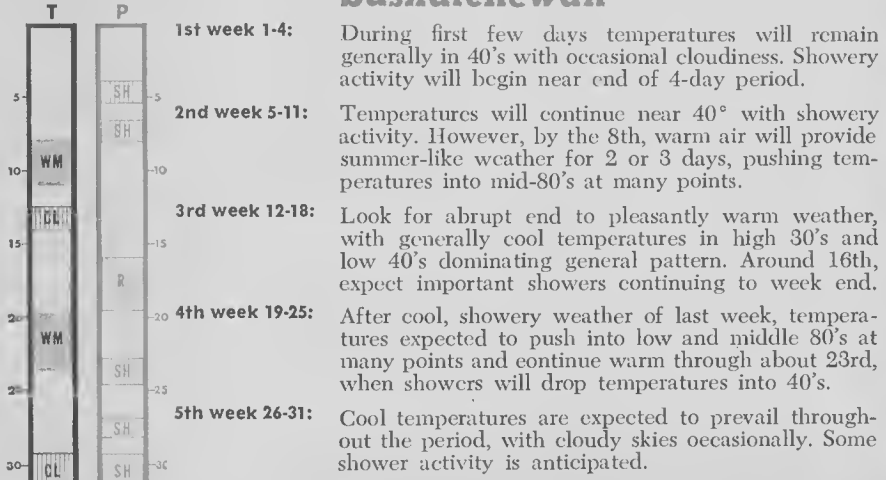 T P
Saskatchewan
1st week 1-4:
During first few days temperatures will remain
generally in 40's with occasional cloudiness. Showery
activity will begin near end of 4-day period.
2nd week 5-11:
Temperatures will continue near 40° with showery
activity. However, by the 8th, warm air will provide
summer-like weather for 2 or 3 days, pushing tem-
peratures into mid-80's at many points.
3rd week 12-18:
Look for abrupt end to pleasantly warm weather,
with generally cool temperatures in high 30's and
low 40's dominating general pattern. Around 16th,
expect important showers continuing to week end.
4th week 19-25:
After cool, showery weather of last week, tempera-
tures expected to push into low and middle 80's at
many points and continue warm through about 23rd,
when showers will drop temperatures into 40's.
5th week 26-31:
Cool temperatures are expected to prevail through-
out the period, with cloudy skies occasionally. Some
shower activity is anticipated.
SH
5 5
SH
WM
10 10
CL
15 15
R
20 20
WM
SH
25 25
SH
30 CL SH 30